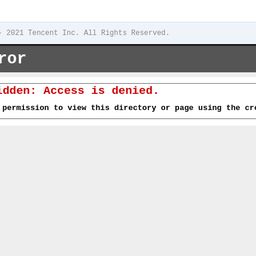 2021 Tencent Inc. All Rights Reserved.
ror
idden: Access is denied.
permission to view this directory or page using the cre